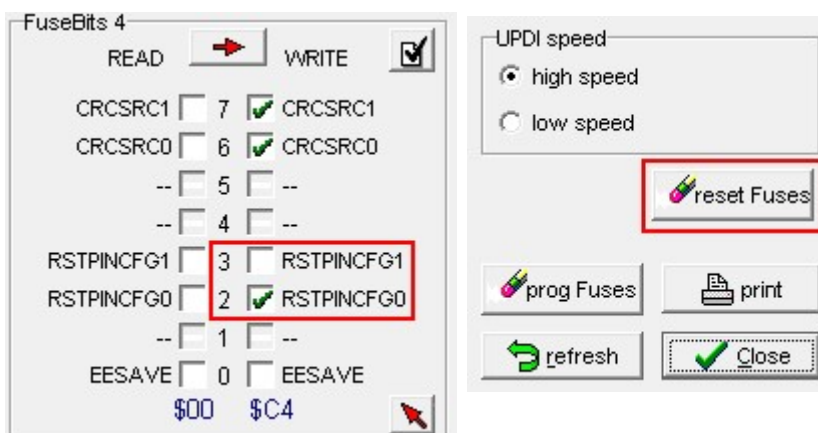 FuseBits 4
READ WRITE
CRCSRC1 7 CRCSRC1
CRCSRC0 6 CRCSRC0
-- 5 --
-- 4 --
RSTPINCFG1 3 RSTPINCFG1
RSTPINCFG0 2 RSTPINCFG0
-- 1 --
EESAVE 0 EESAVE
$00 $C4
UPDI speed
high speed
low speed
reset Fuses
prog Fuses
print
refresh
Close